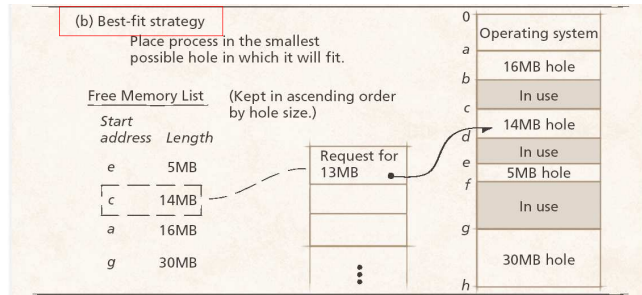 (b) Best-fit strategy
Place process in the smallest
possible hole in which it will fit.
Free Memory List
(Kept in ascending order
by hole size.)
Start
address Length
e 5MB
c 14MB
a 16MB
g 30MB
Request for
13MB
0
Operating system
a
16MB hole
b
In use
c
14MB hole
d
In use
e
5MB hole
f
In use
g
30MB hole
h